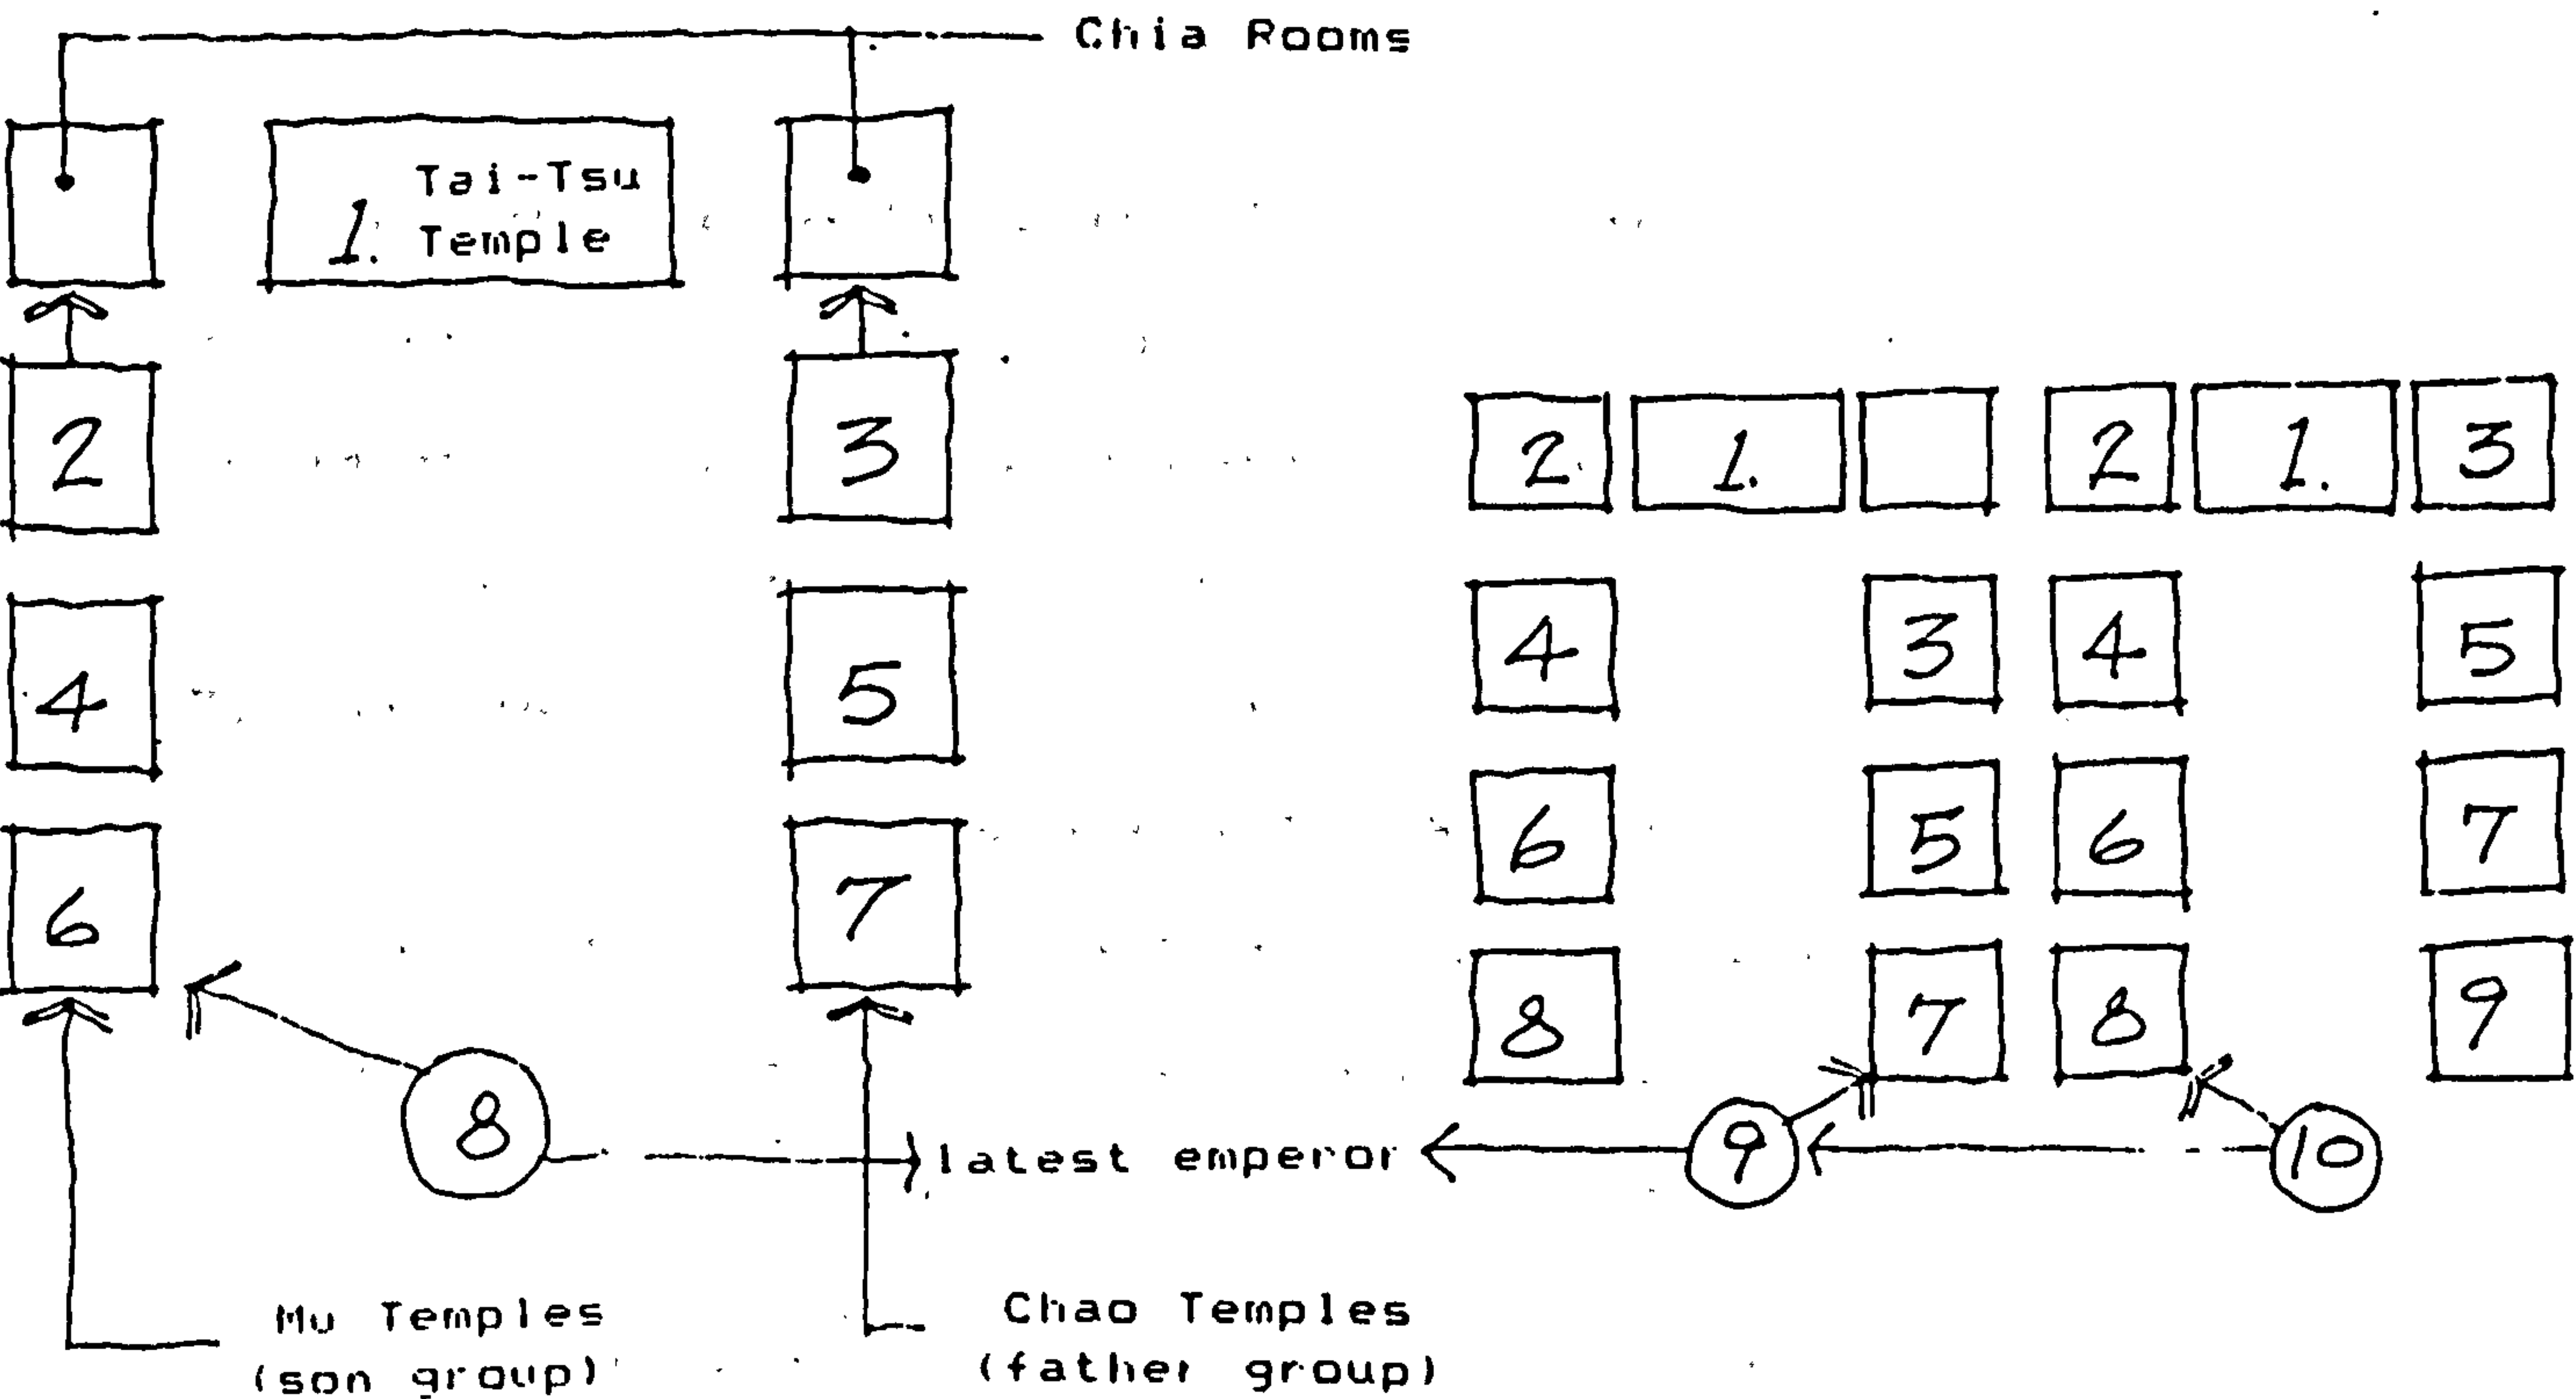 Chia Rooms
Tai-Tsu
1. Temple
2 3
2 1. 2 1. 3
4 5
4 3 4 5
6 7
6 5 6 7
8 7 8 9
8 latest emperor 9 10
Mu Temples
(son group)
Chao Temples
(father group)